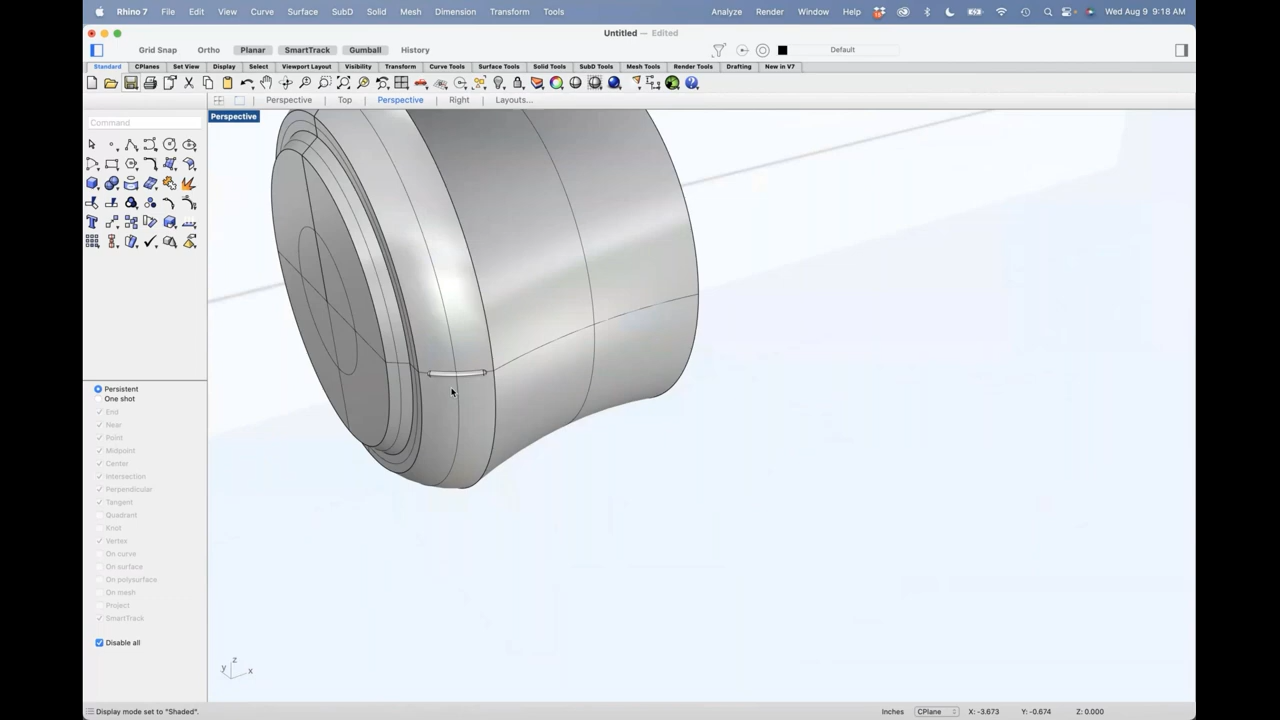 Rhino 7 File Edit View Curve Surface SubD Solid Mesh Dimension Transform Tools Analyze Render Window Help Wed Aug 9 9:18 AM
Untitled — Edited
Grid Snap Ortho Planar SmartTrack Gumball History Default
Standard CPlanes Set View Display Select Viewport Layout Visibility Transform Curve Tools Surface Tools Solid Tools SubD Tools Mesh Tools Render Tools Drafting New in V7
Perspective Top Perspective Right Layouts...
Perspective
Command
Persistent
One shot
End
Near
Point
Midpoint
Center
Intersection
Perpendicular
Tangent
Quadrant
Knot
Vertex
On curve
On surface
On polysurface
On mesh
Project
SmartTrack
Disable all
z
y x
Display mode set to "Shaded". Inches CPlane X: -3.673 Y: -0.674 Z: 0.000